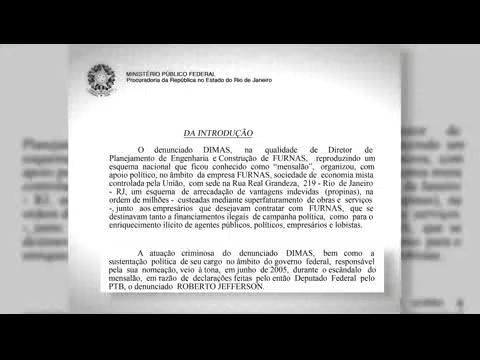 MINISTÉRIO PÚBLICO FEDERAL
Procuradoria da República no Estado do Rio de Janeiro
DA INTRODUÇÃO
O denunciado DIMAS, na qualidade de Diretor de
Planejamento de Engenharia e Construção de FURNAS, reproduzindo um
esquema nacional que ficou conhecido como "mensalão", organizou, com
apoio político, no âmbito da empresa FURNAS, sociedade de economia mista
controlada pela União, com sede na Rua Real Grandeza, 219 - Rio de Janeiro
- RJ, um esquema de arrecadação de vantagens indevidas (propinas), na
ordem de milhões - custeadas mediante superfaturamento de obras e serviços
-, junto aos empresários que desejavam contratar com FURNAS, que se
destinavam tanto a financiamentos ilegais de campanha política, como para o
enriquecimento ilícito de agentes públicos, políticos, empresários e lobistas.
A atuação criminosa do denunciado DIMAS, bem como a
sustentação política de seu cargo no âmbito do governo federal, responsável
pela sua nomeação, veio à tona, em junho de 2005, durante o escândalo do
mensalão, em razão de declarações feitas pelo então Deputado Federal pelo
PTB, o denunciado ROBERTO JEFFERSON.